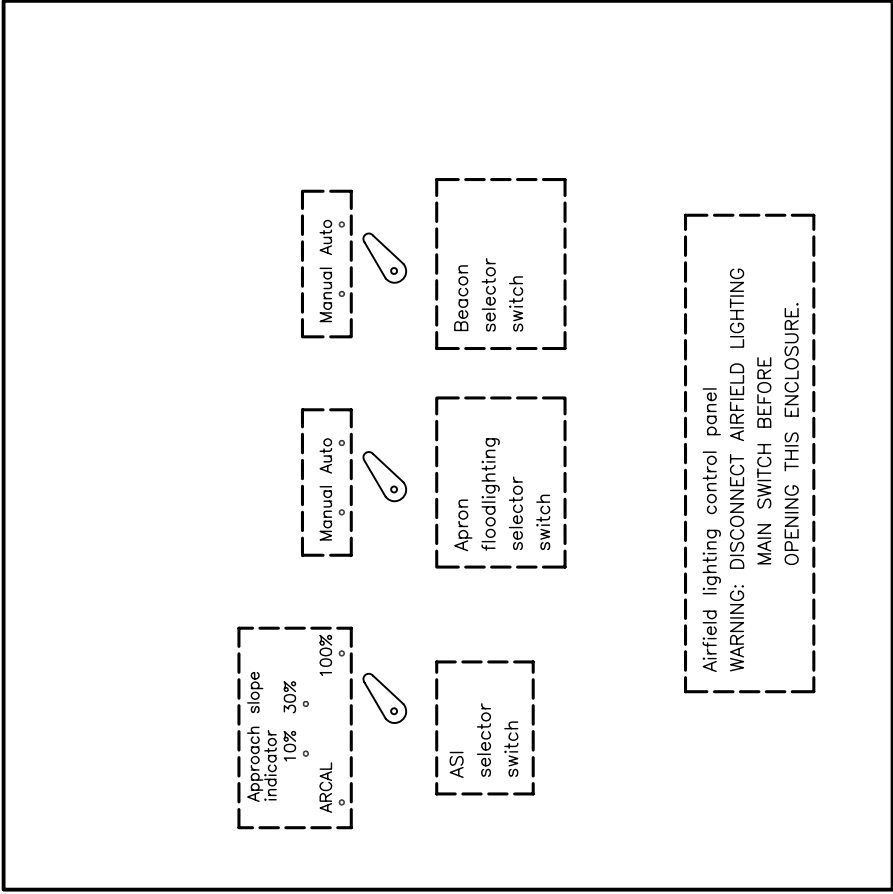 Approach slope
indicator
10% 30%
ARCAL 100%
Manual Auto
Manual Auto
ASI
selector
switch
Apron
floodlighting
selector
switch
Beacon
selector
switch
Airfield lighting control panel
WARNING: DISCONNECT AIRFIELD LIGHTING
MAIN SWITCH BEFORE
OPENING THIS ENCLOSURE.